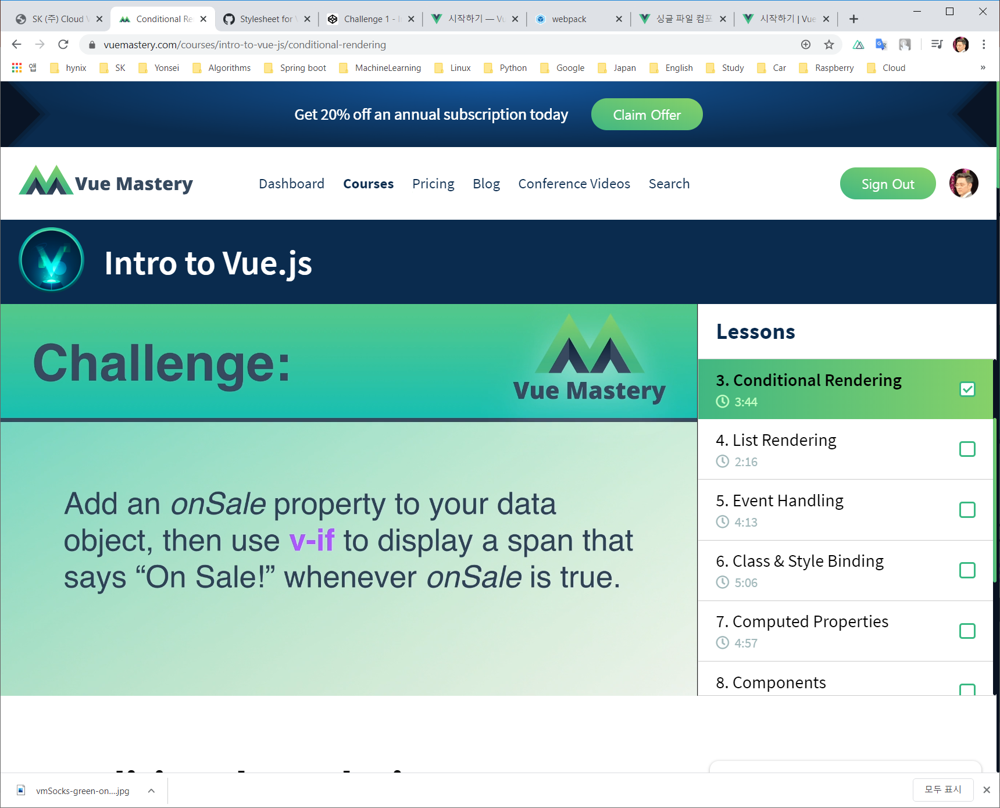 SK (주) Cloud
Conditional Re
Stylesheet for
Challenge 1 - I
시작하기 — Vu
webpack
싱글 파일 컴포
시작하기 | Vue
vuemastery.com/courses/intro-to-vue-js/conditional-rendering
앱 hynix SK Yonsei Algorithms Spring boot MachineLearning Linux Python Google Japan English Study Car Raspberry Cloud »
Get 20% off an annual subscription today
Claim Offer
Vue Mastery
Dashboard Courses Pricing Blog Conference Videos Search
Sign Out
Intro to Vue.js
Challenge:
Vue Mastery
Add an onSale property to your data
object, then use v-if to display a span that
says “On Sale!” whenever onSale is true.
Lessons
3. Conditional Rendering
3:44
4. List Rendering
2:16
5. Event Handling
4:13
6. Class & Style Binding
5:06
7. Computed Properties
4:57
8. Components
vmSocks-green-on....jpg
모두 표시